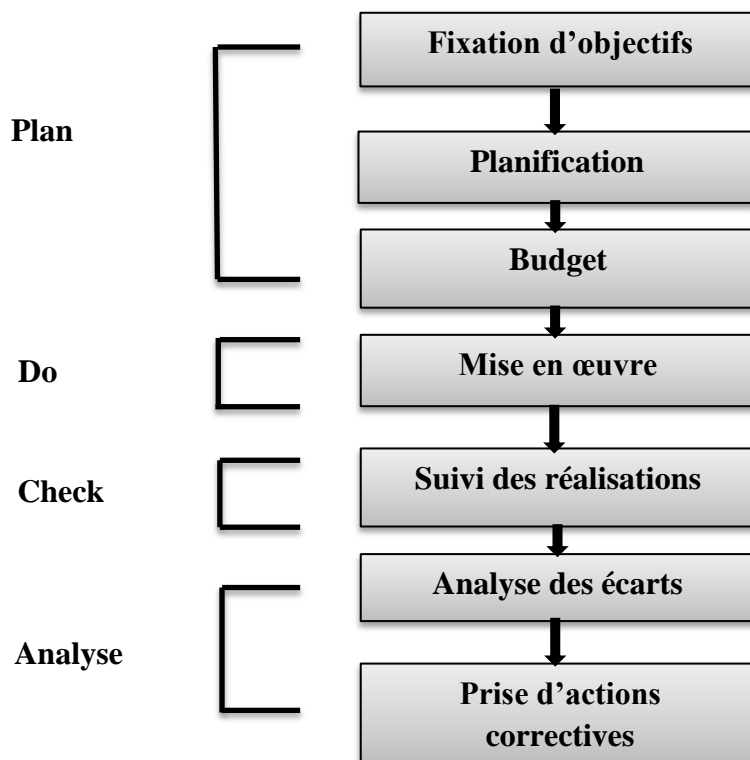 Fixation d’objectifs
Plan
Planification
Budget
Do
Mise en œuvre
Check
Suivi des réalisations
Analyse des écarts
Analyse
Prise d’actions
correctives